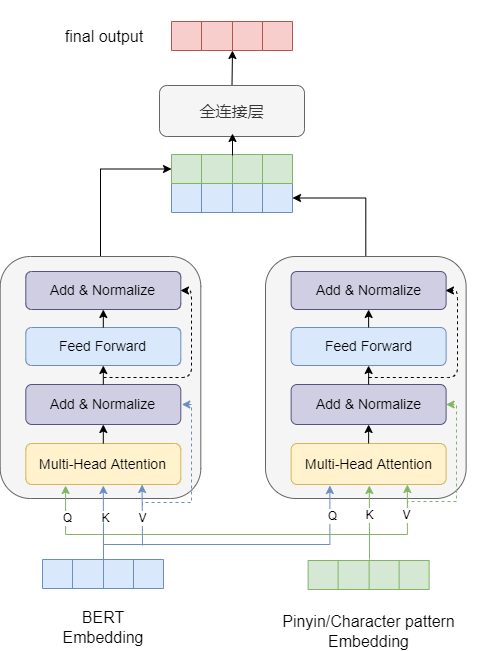 final output
全连接层
Add & Normalize
Add & Normalize
Feed Forward
Feed Forward
Add & Normalize
Add & Normalize
Multi-Head Attention
Multi-Head Attention
Q K V
Q K V
BERT
Embedding
Pinyin/Character pattern
Embedding